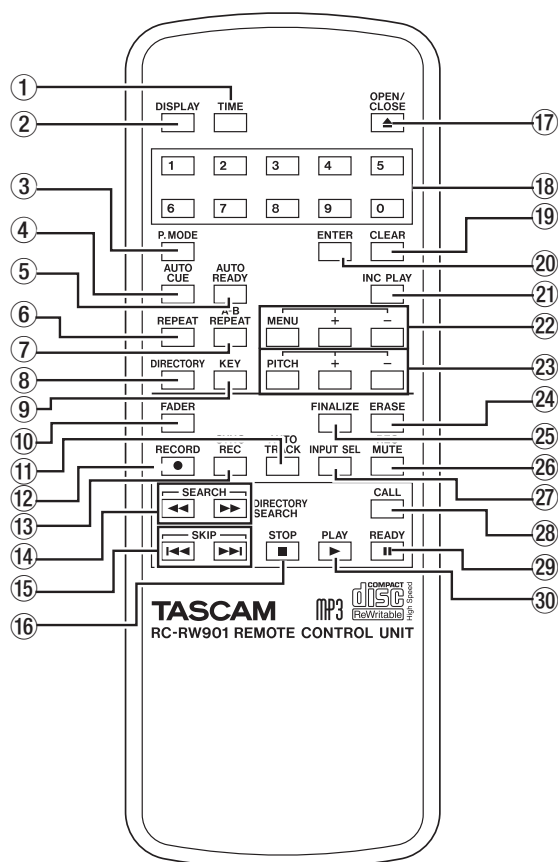 1
DISPLAY TIME OPEN/
CLOSE
2
17
1 2 3 4 5
18
3
6 7 8 9 0
19
4
P.MODE ENTER CLEAR
20
5
AUTO
CUE
AUTO
READY
INC PLAY
21
6
REPEAT
A-B
REPEAT
MENU + −
22
7
8
DIRECTORY KEY PITCH + −
23
9
24
10
FADER FINALIZE ERASE
25
11
12
RECORD REC TRACK INPUT SEL MUTE
26
13
27
14
SEARCH
DIRECTORY
SEARCH
CALL
28
15
SKIP STOP PLAY READY
29
16
30
TASCAM MP3 COMPACT
disc
ReWritable
High Speed
RC-RW901 REMOTE CONTROL UNIT